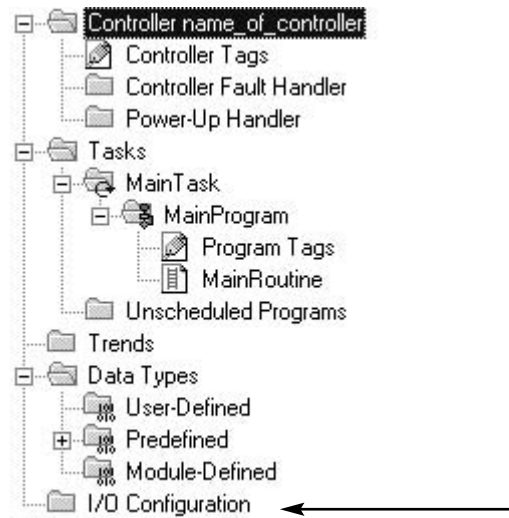 Controller name_of_controller
Controller Tags
Controller Fault Handler
Power-Up Handler
Tasks
MainTask
MainProgram
Program Tags
MainRoutine
Unscheduled Programs
Trends
Data Types
User-Defined
Predefined
Module-Defined
I/O Configuration